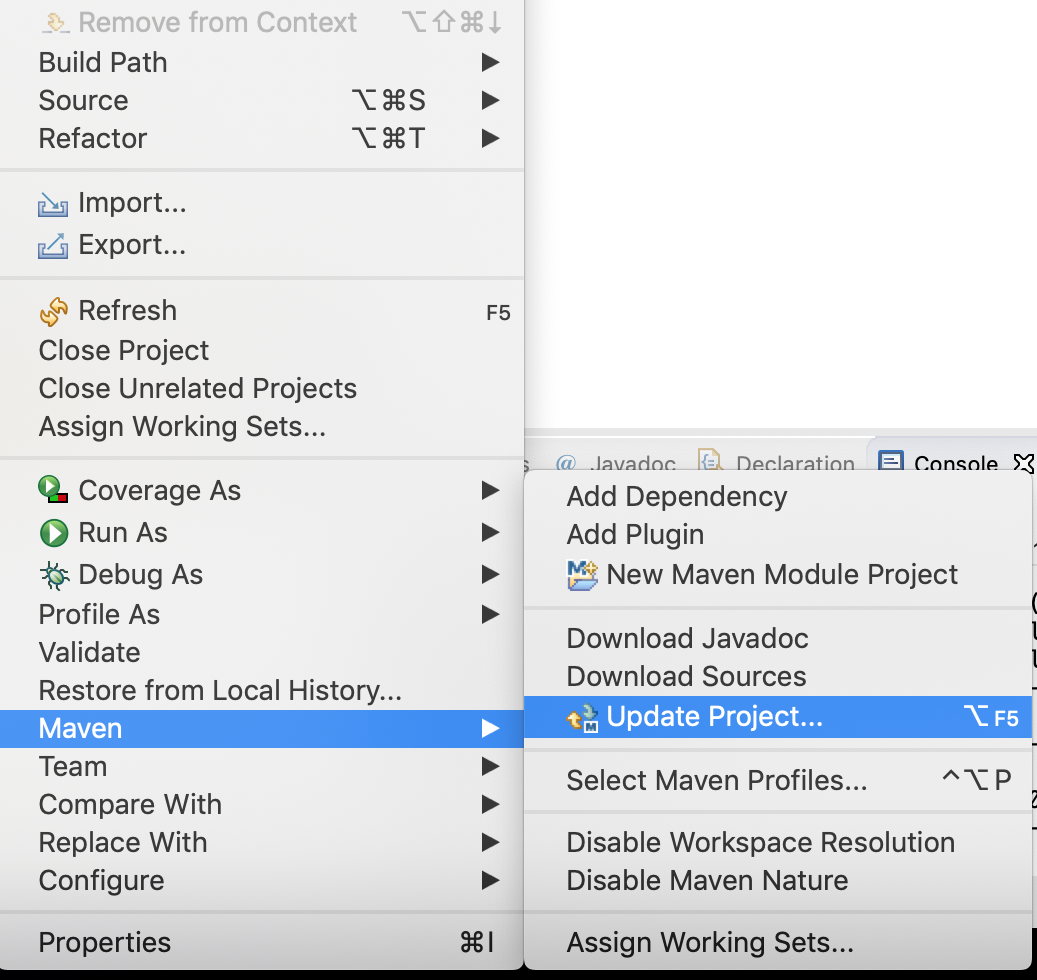 Remove from Context ⌥⇧⌘↓
Build Path ▶
Source ⌥⌘S ▶
Refactor ⌥⌘T ▶
Import...
Export...
Refresh F5
Close Project
Close Unrelated Projects
Assign Working Sets...
Coverage As ▶
Run As ▶
Debug As ▶
Profile As ▶
Validate
Restore from Local History...
Maven ▶
Team ▶
Compare With ▶
Replace With ▶
Configure ▶
Properties ⌘I
@ Javadoc Declaration Console
Add Dependency
Add Plugin
New Maven Module Project
Download Javadoc
Download Sources
Update Project... ⌥F5
Select Maven Profiles... ^⌥P
Disable Workspace Resolution
Disable Maven Nature
Assign Working Sets...